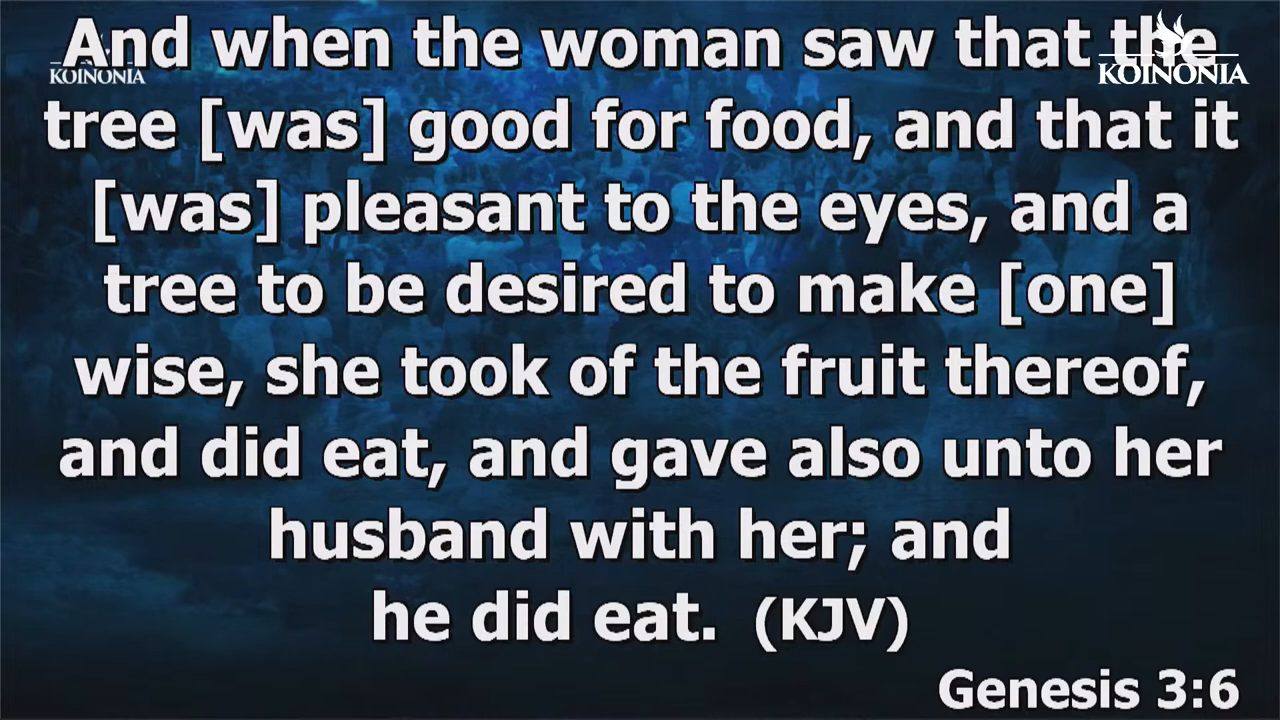 And when the woman saw that the
KOINONIA
KOINONIA
tree [was] good for food, and that it
[was] pleasant to the eyes, and a
tree to be desired to make [one]
wise, she took of the fruit thereof,
and did eat, and gave also unto her
husband with her; and
he did eat. (KJV)
Genesis 3:6